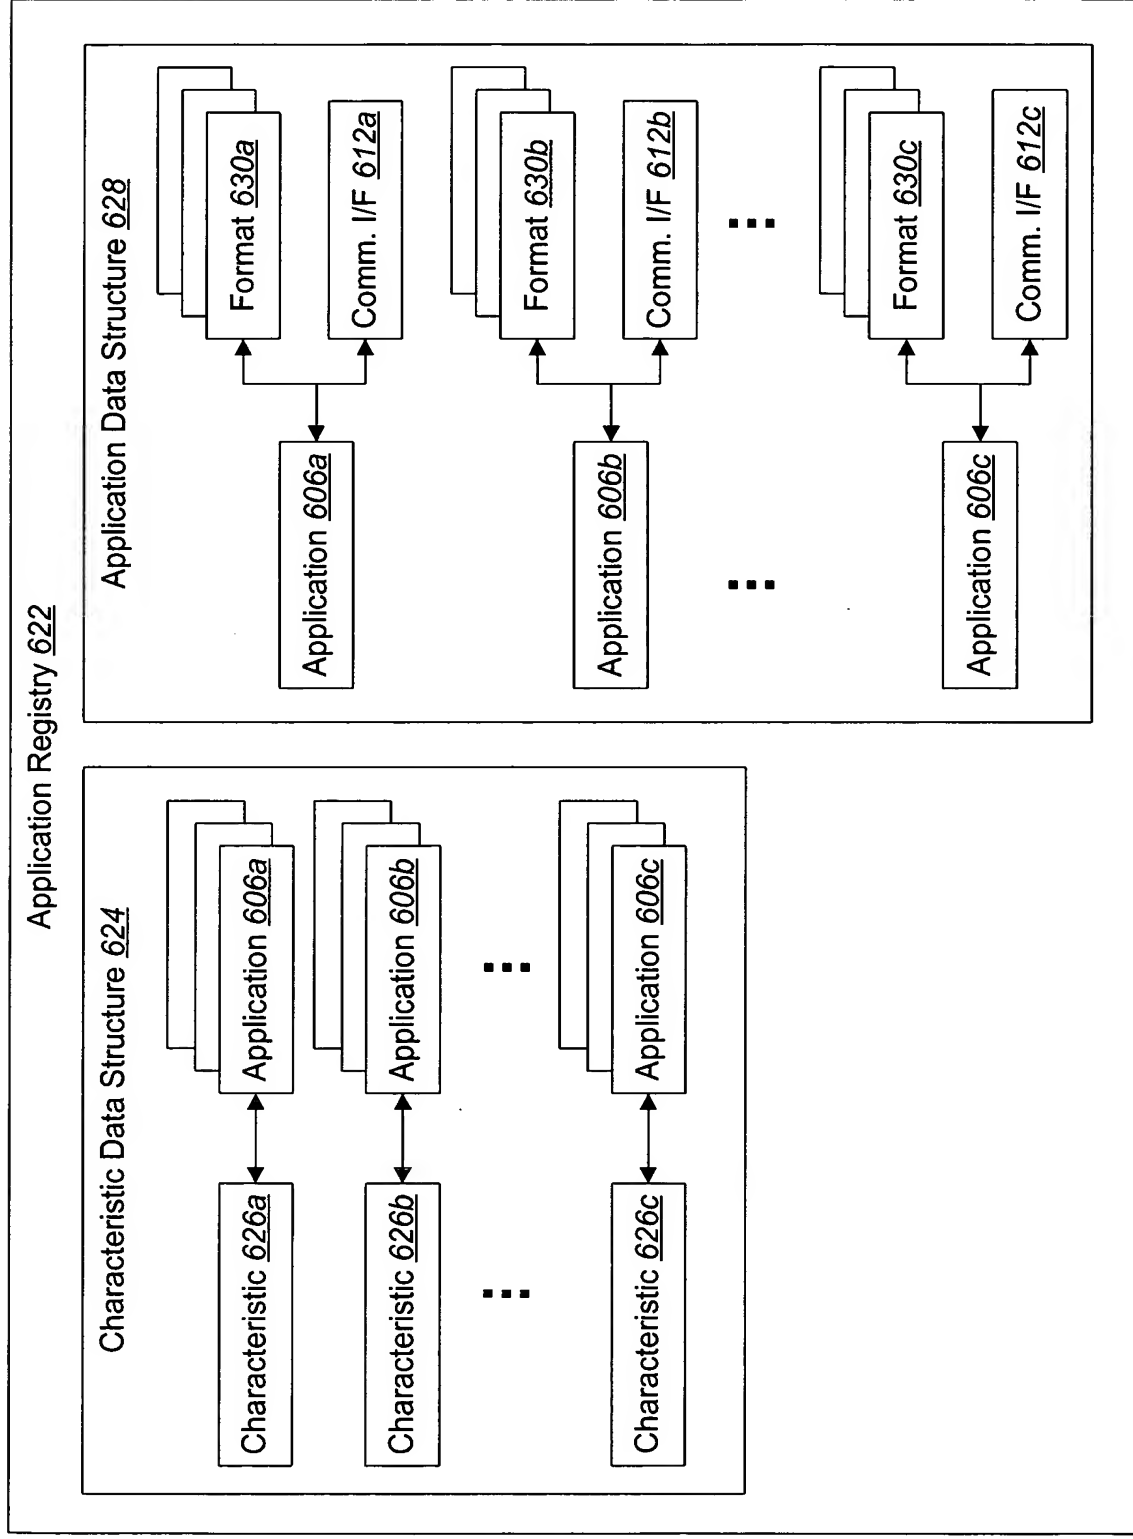 Application Registry 622
Characteristic Data Structure 624
Characteristic 626a
Application 606a
Characteristic 626b
Application 606b
Characteristic 626c
Application 606c
Application Data Structure 628
Application 606a
Format 630a
Comm. I/F 612a
Application 606b
Format 630b
Comm. I/F 612b
Application 606c
Format 630c
Comm. I/F 612c